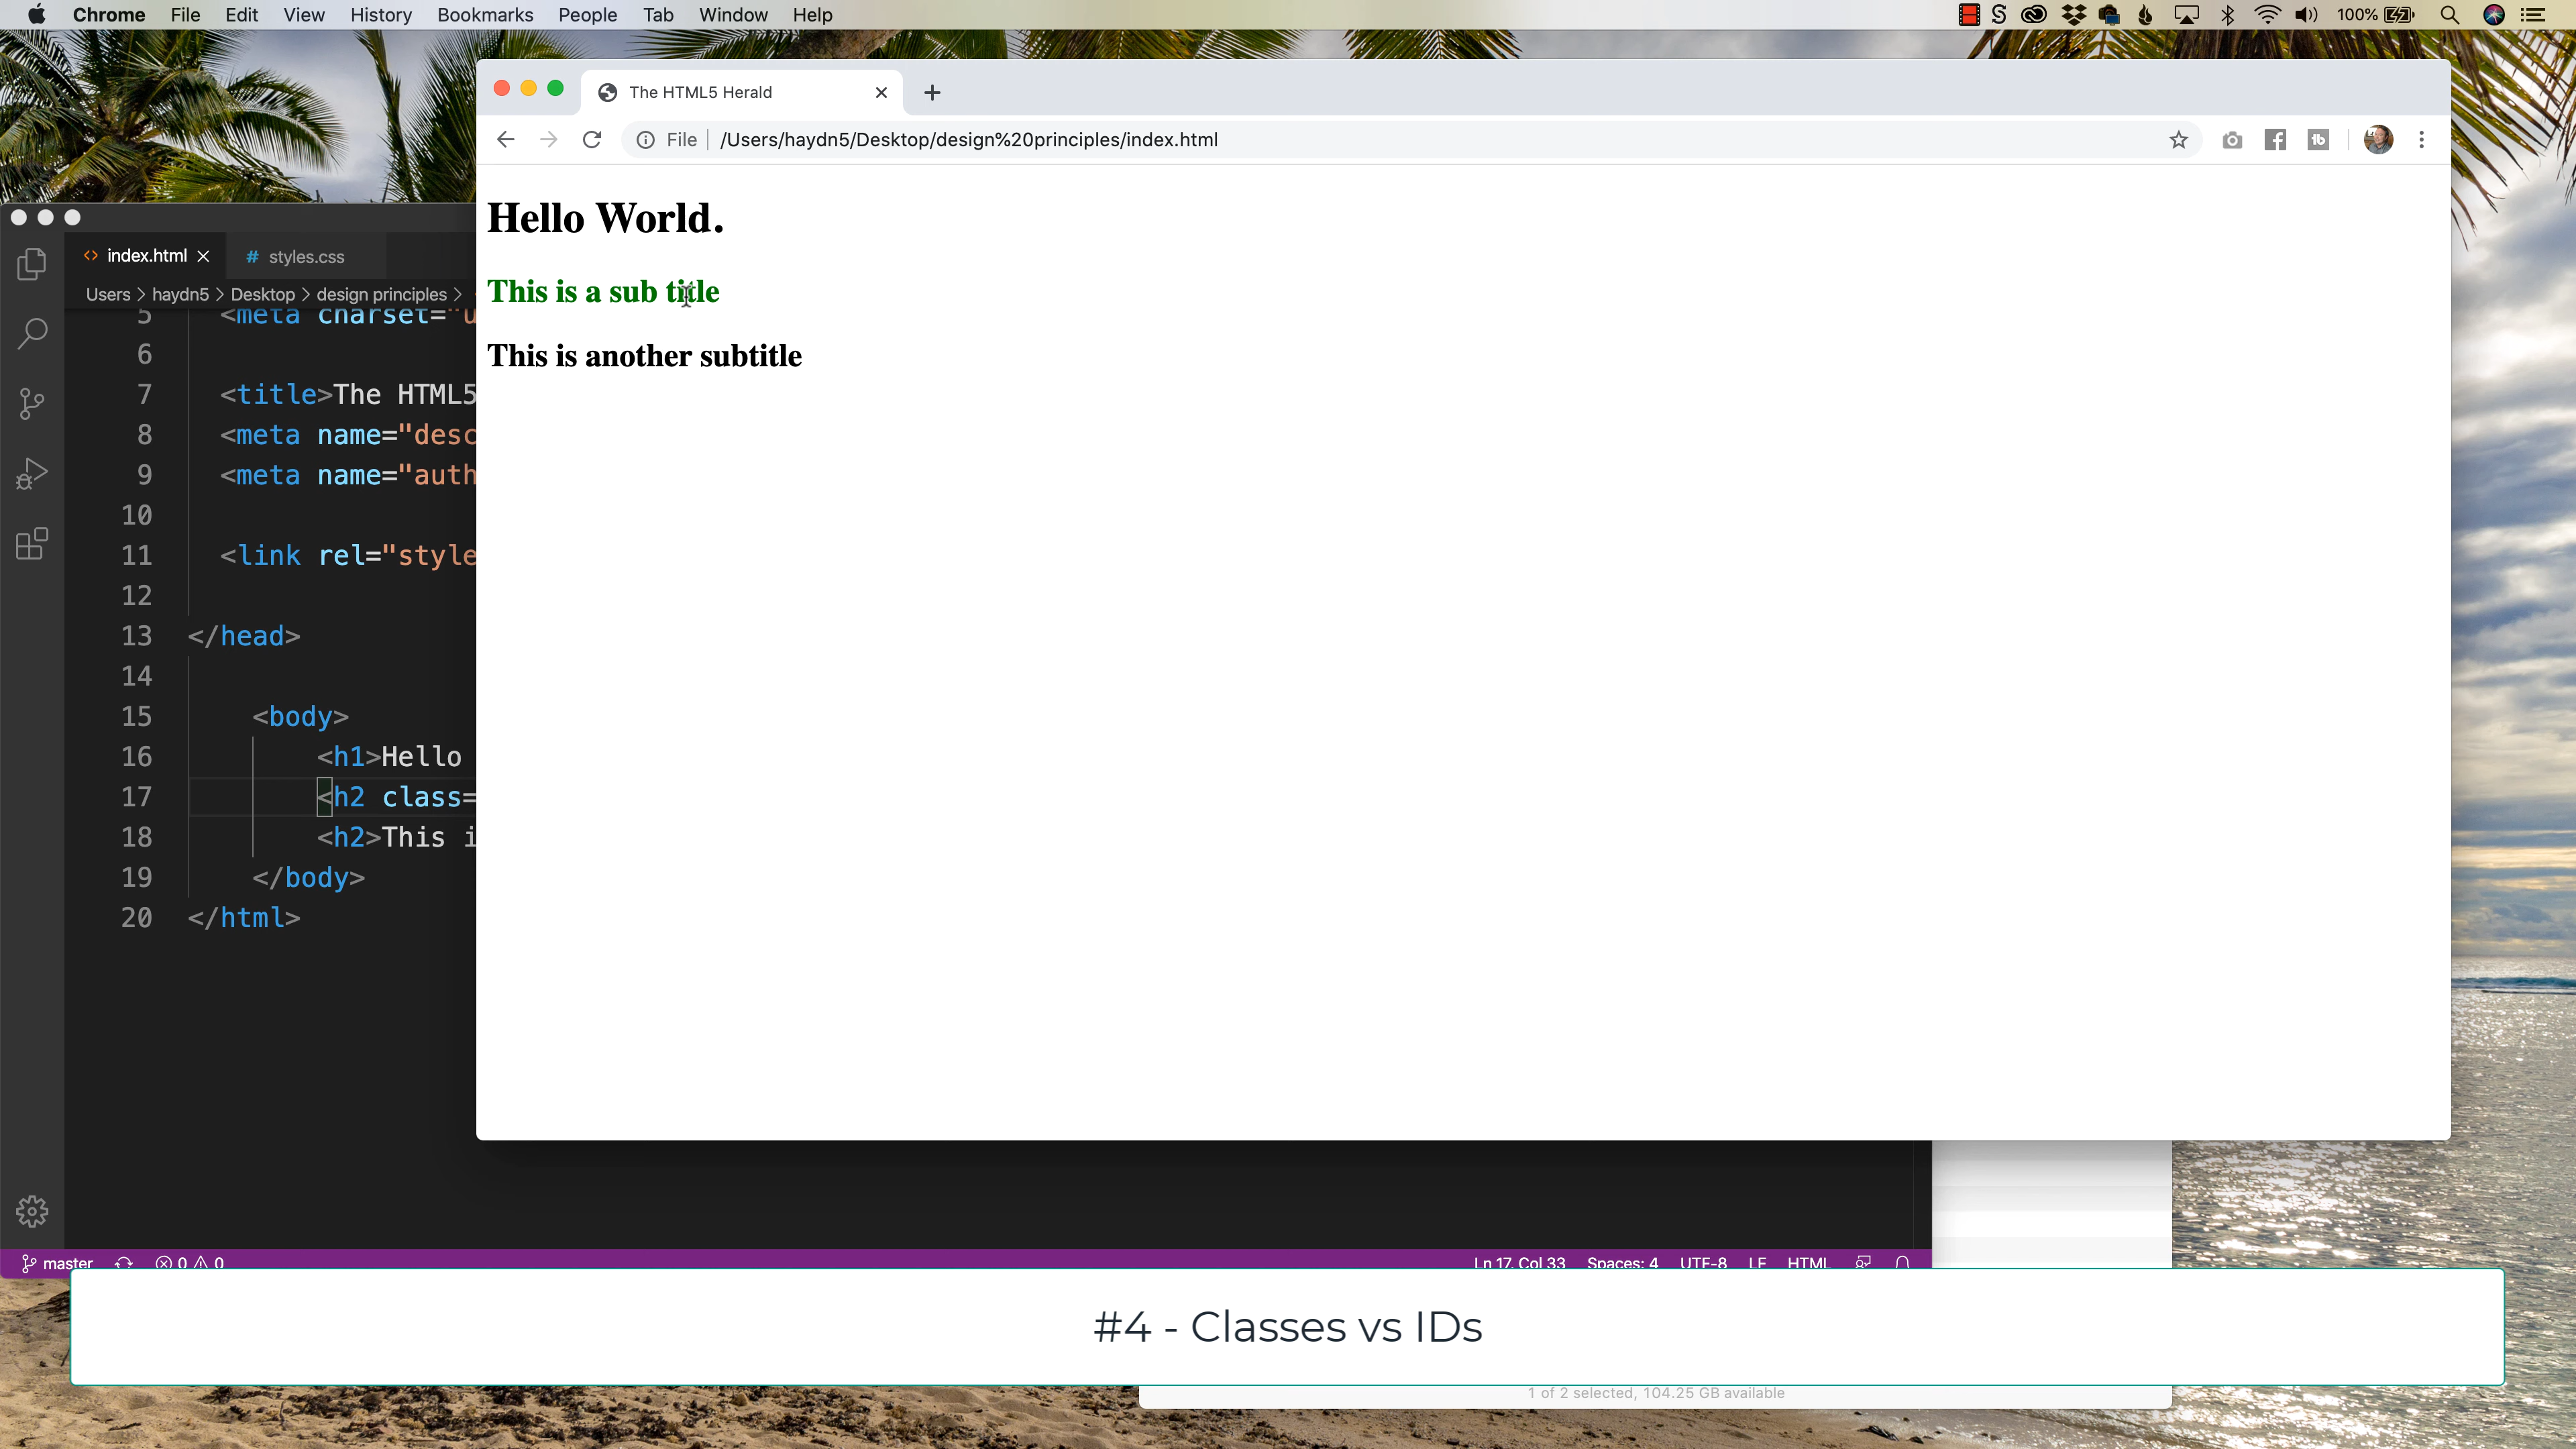 Chrome File Edit View History Bookmarks People Tab Window Help 100%
The HTML5 Herald
File /Users/haydn5/Desktop/design%20principles/index.html
Hello World.
This is a sub title
This is another subtitle
index.html # styles.css
Users > haydn5 > Desktop > design principles >
5 <meta charset="u
6
7 <title>The HTML5
8 <meta name="desc
9 <meta name="auth
10
11 <link rel="style
12
13 </head>
14
15 <body>
16 <h1>Hello
17 <h2 class=
18 <h2>This i
19 </body>
20 </html>
master 0 0 Ln 17, Col 33 Spaces: 4 UTF-8 LF HTML
#4 - Classes vs IDs
1 of 2 selected, 104.25 GB available